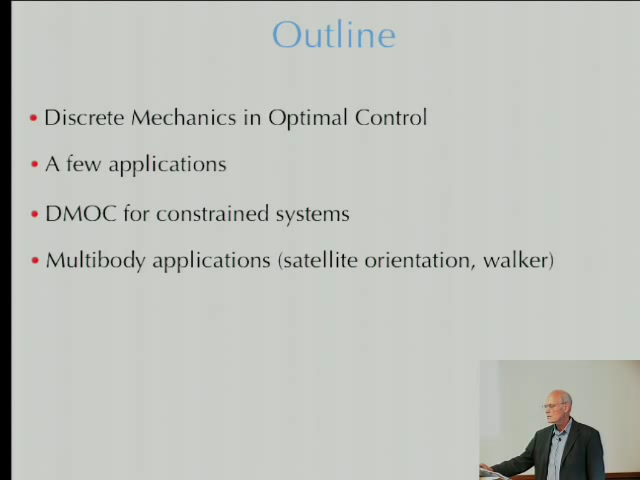 Outline
• Discrete Mechanics in Optimal Control
• A few applications
• DMOC for constrained systems
• Multibody applications (satellite orientation, walker)